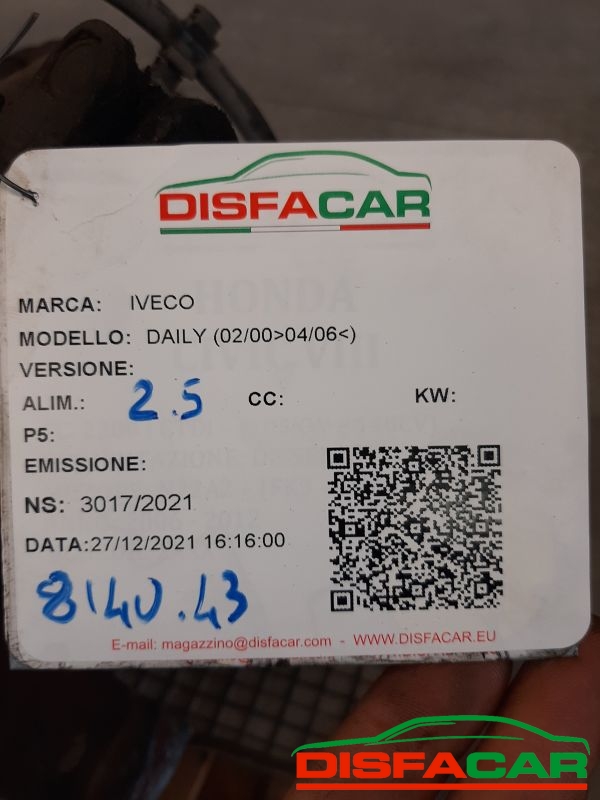 DISFACAR
MARCA: IVECO
MODELLO: DAILY (02/00>04/06<)
VERSIONE:
ALIM.: 2.5 CC: KW:
P5:
EMISSIONE:
NS: 3017/2021
DATA:27/12/2021 16:16:00
8140.43
E-mail: magazzino@disfacar.com - WWW.DISFACAR.EU
DISFACAR